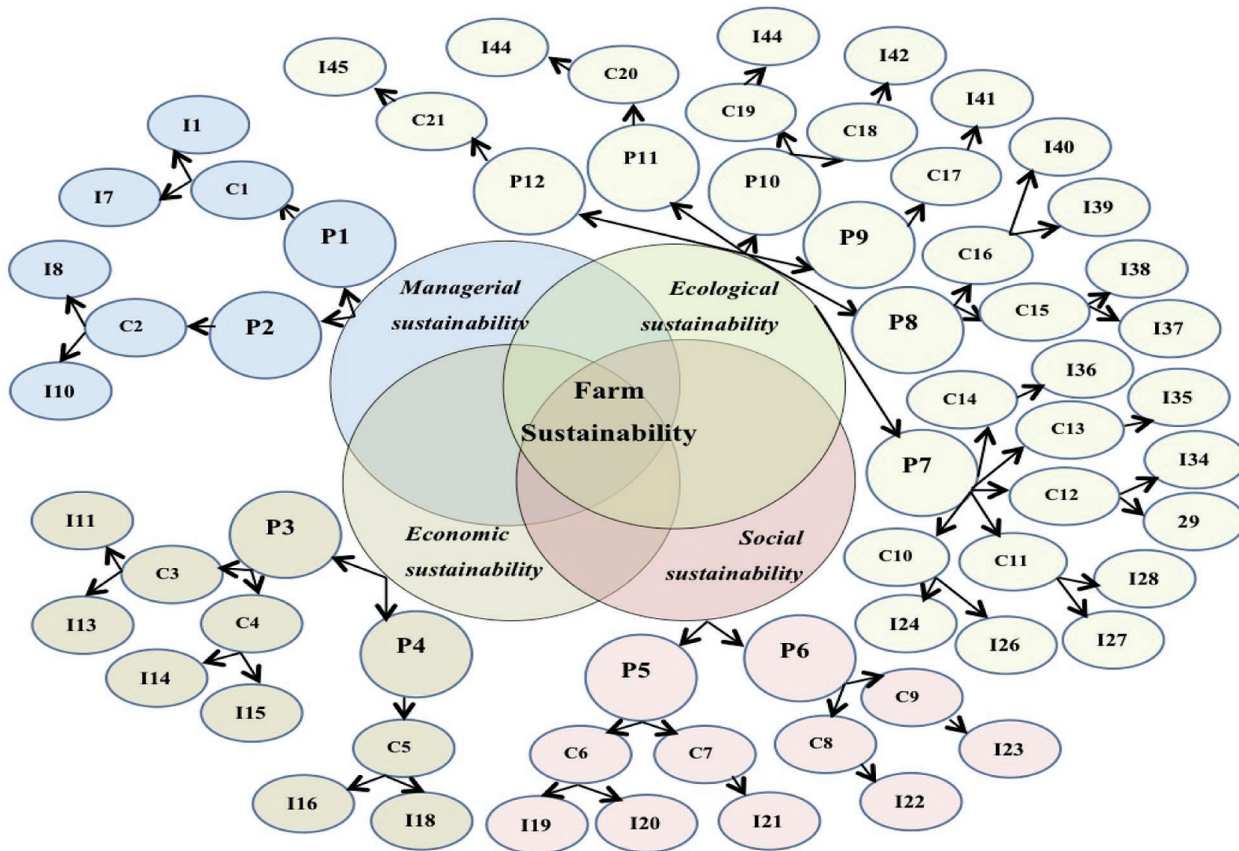 I44
I44
I42
I45
C20
I41
C19
I1
C21
C18
I40
P11
C17
I7
C1
P12
P10
I39
P1
P9
C16
I8
I38
Managerial
sustainability
Ecological
sustainability
C15
C2
P2
P8
I37
I10
I36
Farm
Sustainability
C14
I35
C13
P7
I34
C12
I11
P3
29
Economic
sustainability
Social
sustainability
C10
C11
C3
I28
I13
C4
I24
I26
I27
P4
P5
P6
I14
C9
I15
C5
C6
C7
C8
I23
I16
I18
I19
I20
I21
I22